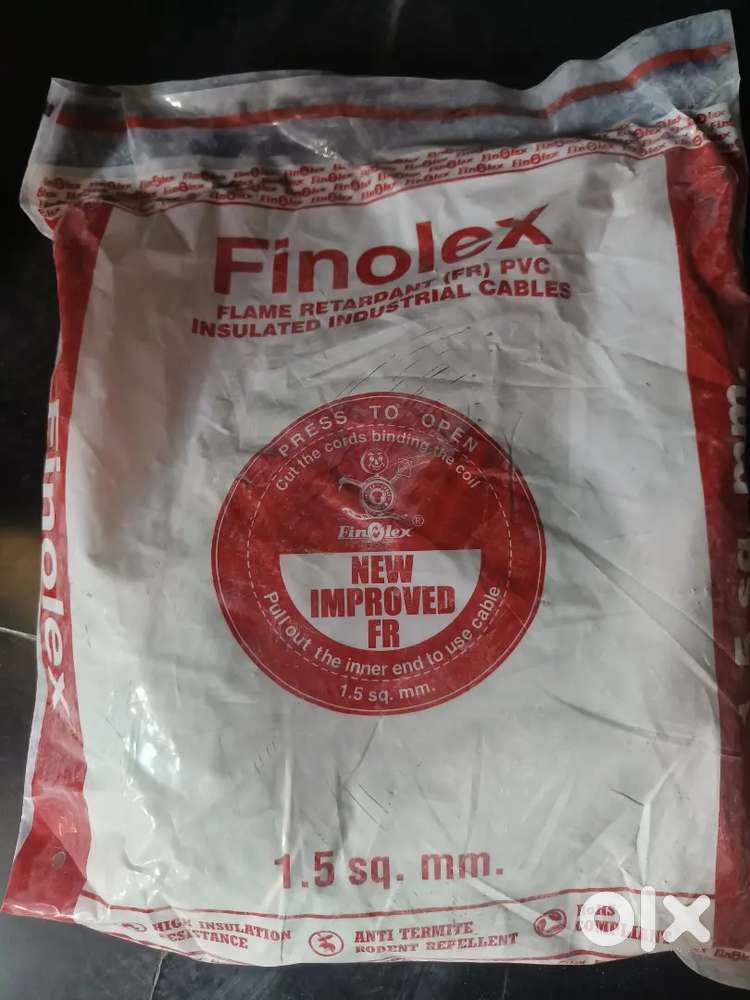 Finolex
FLAME RETARDANT (FR) PVC
INSULATED INDUSTRIAL CABLES
PRESS TO OPEN
Cut the cords binding the coil
Finolex®
NEW
IMPROVED
FR
Pull out the inner end to use cable
1.5 sq. mm.
1.5 sq. mm.
HIGH INSULATION
RESISTANCE
ANTI TERMITE
RODENT REPELLENT
RoHS
COMPLIANT
Finolex
olx